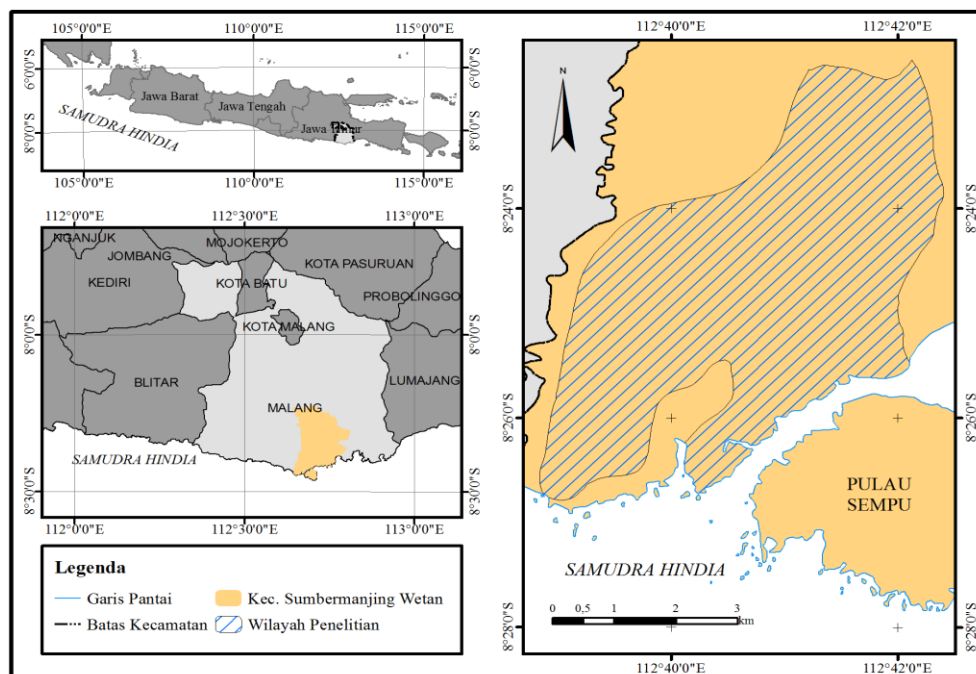 105°0'0"E 110°0'0"E 115°0'0"E
6°0'0"S
6°0'0"S
Jawa Barat
Jawa Tengah
Jawa Timur
SAMUDRA HINDIA
8°0'0"S
8°0'0"S
105°0'0"E 110°0'0"E 115°0'0"E
112°0'0"E 112°30'0"E 113°0'0"E
NGANJUK
MOJOKERTO
JOMBANG
KOTA PASURUAN
KEDIRI
KOTA BATU
PROBOLINGGO
KOTA MALANG
8°0'0"S
8°0'0"S
BLITAR
LUMAJANG
MALANG
SAMUDRA HINDIA
8°30'0"S
8°30'0"S
112°0'0"E 112°30'0"E 113°0'0"E
Legenda
Garis Pantai
Kec. Sumbermanjing Wetan
Batas Kecamatan
Wilayah Penelitian
112°40'0"E 112°42'0"E
N
8°24'0"S
8°24'0"S
8°26'0"S
8°26'0"S
PULAU
SEMPU
SAMUDRA HINDIA
0 0,5 1 2 3
km
8°28'0"S
8°28'0"S
112°40'0"E 112°42'0"E